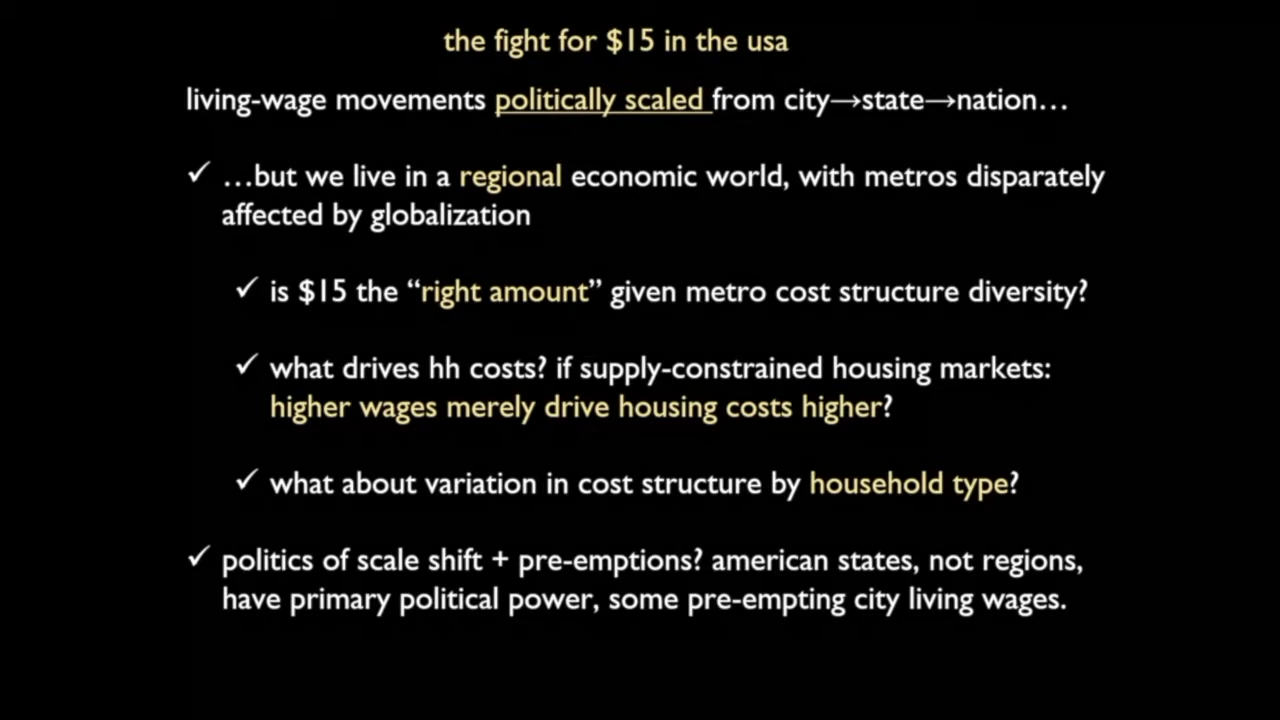 the fight for $15 in the usa
living-wage movements politically scaled from city→state→nation…
✓ …but we live in a regional economic world, with metros disparately
affected by globalization
✓ is $15 the “right amount” given metro cost structure diversity?
✓ what drives hh costs? if supply-constrained housing markets:
higher wages merely drive housing costs higher?
✓ what about variation in cost structure by household type?
✓ politics of scale shift + pre-emptions? american states, not regions,
have primary political power, some pre-empting city living wages.